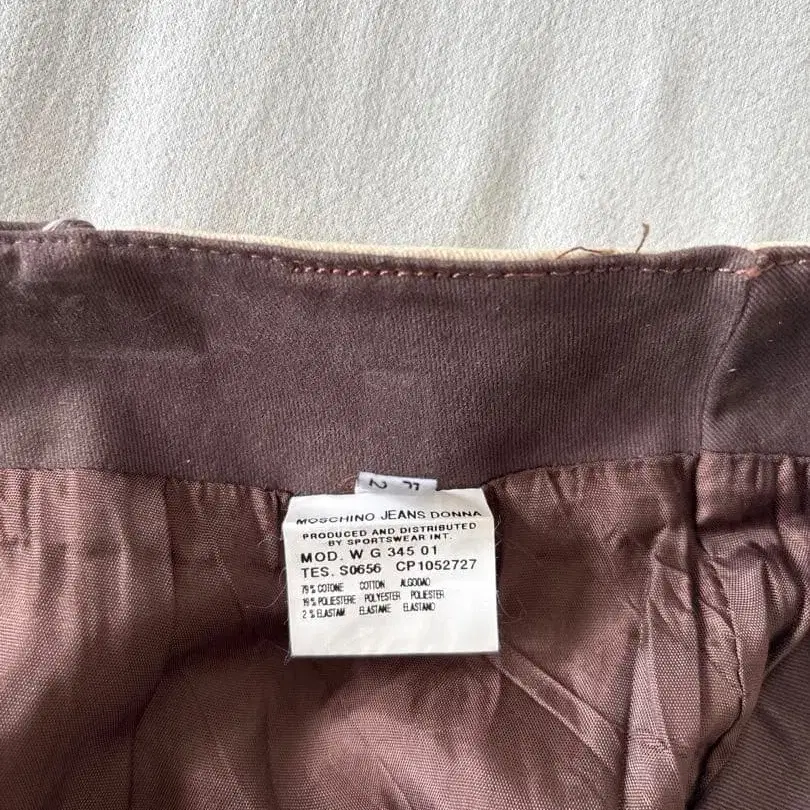 MOSCHINO JEANS DONNA
PRODUCED AND DISTRIBUTED
BY SPORTSWEAR INT.
MOD. W G 345 01
TES. S0656 CP1052727
79% COTONE COTTON ALGODAO
19% POLIESTERE POLYESTER POLIESTER
2% ELASTAM ELASTANE ELASTANO